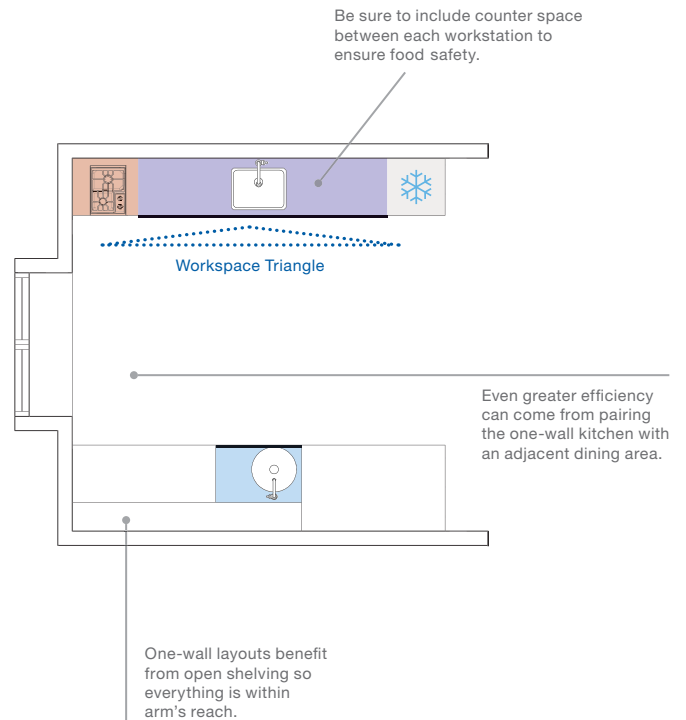 Be sure to include counter space
between each workstation to
ensure food safety.
Workspace Triangle
Even greater efficiency
can come from pairing
the one-wall kitchen with
an adjacent dining area.
One-wall layouts benefit
from open shelving so
everything is within
arm’s reach.